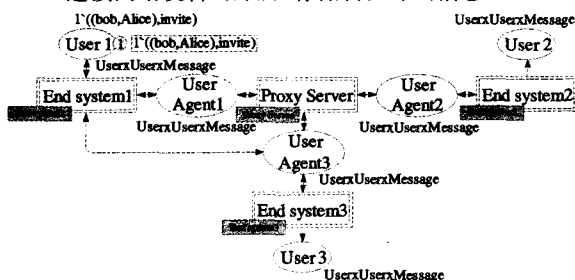 1`((bob,Alice),invite)
User 1 1 1`((bob,Alice),invite)
UserxUserxMessage
End system1
User Agent1
UserxUserxMessage
Proxy Server
User Agent2
UserxUserxMessage
End system2
User 2
UserxUserxMessage
User Agent3
UserxUserxMessage
End system3
User 3
UserxUserxMessage